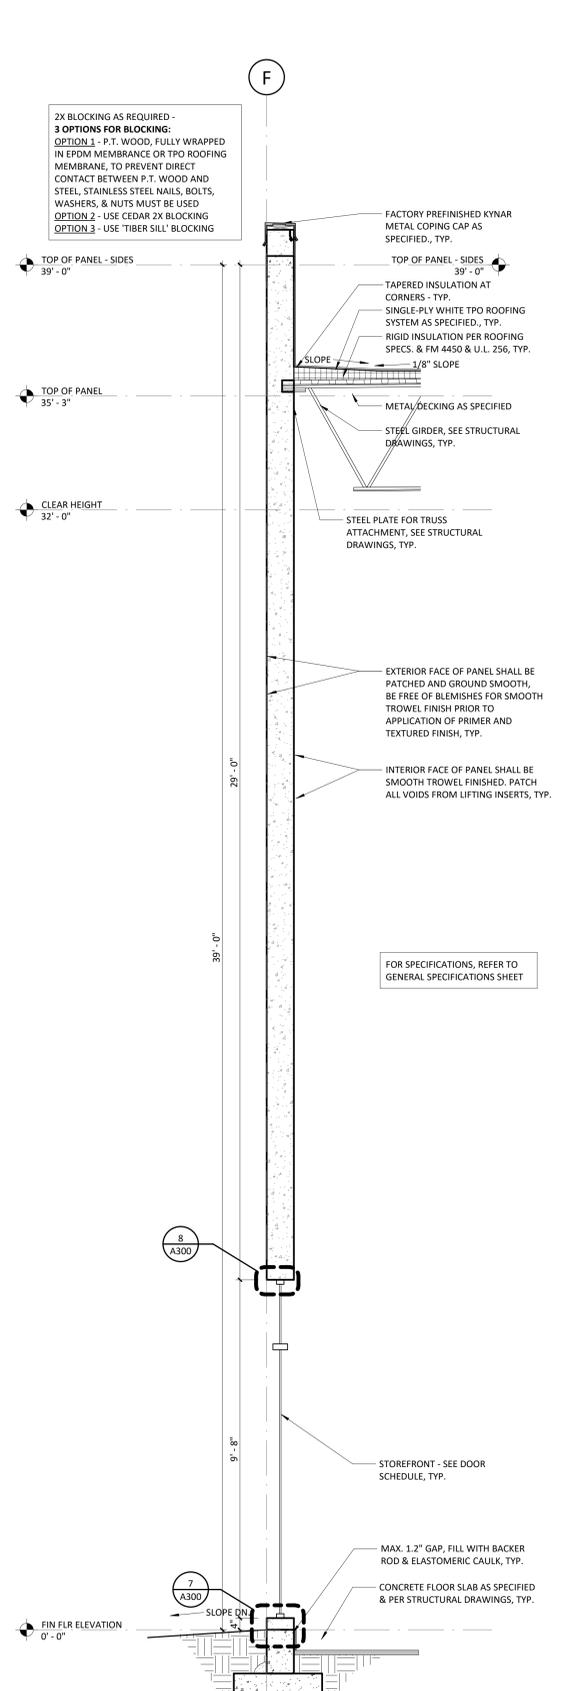 F
2X BLOCKING AS REQUIRED -
3 OPTIONS FOR BLOCKING:
OPTION 1 - P.T. WOOD, FULLY WRAPPED
IN EPDM MEMBRANCE OR TPO ROOFING
MEMBRANE, TO PREVENT DIRECT
CONTACT BETWEEN P.T. WOOD AND
STEEL, STAINLESS STEEL NAILS, BOLTS,
WASHERS, & NUTS MUST BE USED
OPTION 2 - USE CEDAR 2X BLOCKING
OPTION 3 - USE 'TIBER SILL' BLOCKING
FACTORY PREFINISHED KYNAR
METAL COPING CAP AS
SPECIFIED., TYP.
TOP OF PANEL - SIDES
39' - 0"
TOP OF PANEL - SIDES
39' - 0"
TAPERED INSULATION AT
CORNERS - TYP.
SINGLE-PLY WHITE TPO ROOFING
SYSTEM AS SPECIFIED., TYP.
RIGID INSULATION PER ROOFING
SPECS. & FM 4450 & U.L. 256, TYP.
SLOPE
1/8" SLOPE
TOP OF PANEL
35' - 3"
METAL DECKING AS SPECIFIED
STEEL GIRDER, SEE STRUCTURAL
DRAWINGS, TYP.
CLEAR HEIGHT
32' - 0"
STEEL PLATE FOR TRUSS
ATTACHMENT, SEE STRUCTURAL
DRAWINGS, TYP.
EXTERIOR FACE OF PANEL SHALL BE
PATCHED AND GROUND SMOOTH,
BE FREE OF BLEMISHES FOR SMOOTH
TROWEL FINISH PRIOR TO
APPLICATION OF PRIMER AND
TEXTURED FINISH, TYP.
29' - 0"
INTERIOR FACE OF PANEL SHALL BE
SMOOTH TROWEL FINISHED. PATCH
ALL VOIDS FROM LIFTING INSERTS, TYP.
39' - 0"
FOR SPECIFICATIONS, REFER TO
GENERAL SPECIFICATIONS SHEET
8
A300
9' - 8"
STOREFRONT - SEE DOOR
SCHEDULE, TYP.
MAX. 1.2" GAP, FILL WITH BACKER
ROD & ELASTOMERIC CAULK, TYP.
7
A300
CONCRETE FLOOR SLAB AS SPECIFIED
& PER STRUCTURAL DRAWINGS, TYP.
SLOPE DN.
4"
FIN FLR ELEVATION
0' - 0"